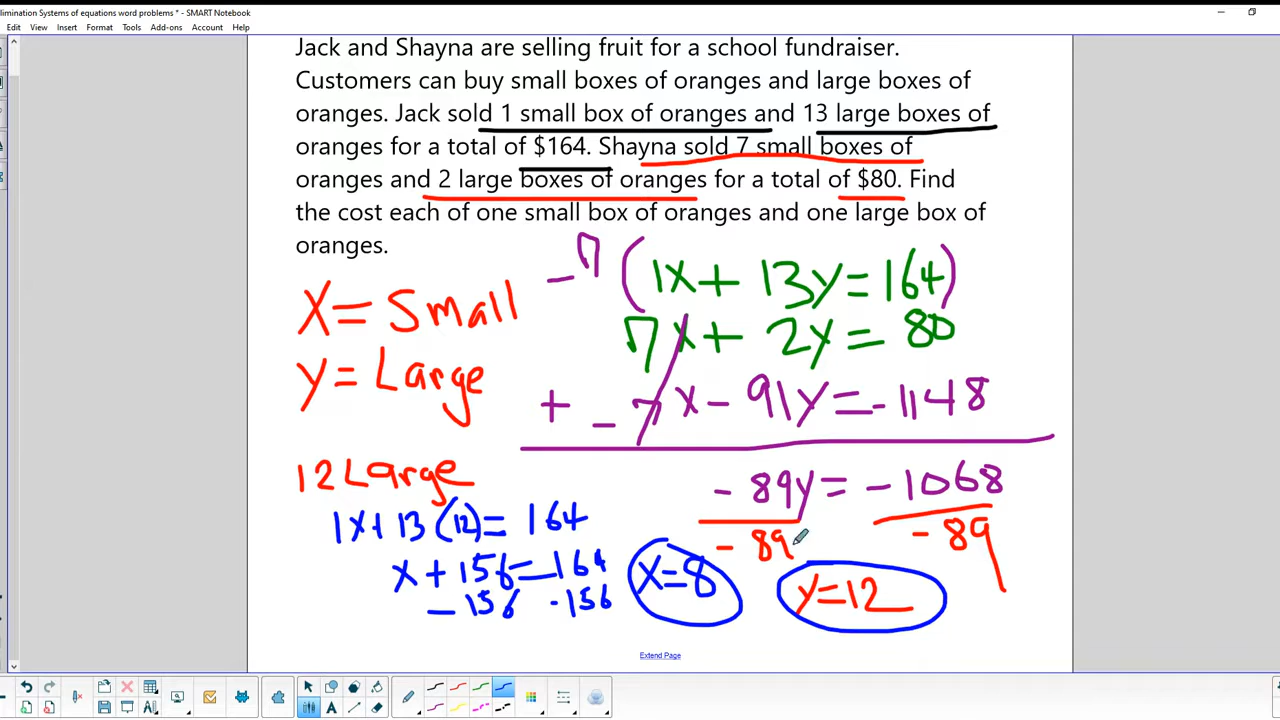 limination Systems of equations word problems * - SMART Notebook
Edit View Insert Format Tools Add-ons Account Help
Jack and Shayna are selling fruit for a school fundraiser.
Customers can buy small boxes of oranges and large boxes of
oranges. Jack sold 1 small box of oranges and 13 large boxes of
oranges for a total of $164. Shayna sold 7 small boxes of
oranges and 2 large boxes of oranges for a total of $80. Find
the cost each of one small box of oranges and one large box of
oranges.
-7 (1x + 13y = 164)
x = Small
7x + 2y = 80
y = Large
+ -7x - 91y = -1148
12 Large
-89y = -1068
1x + 13 (12) = 164
-89 -89
x + 156 = 164
x = 8
y = 12
-156 -156
Extend Page